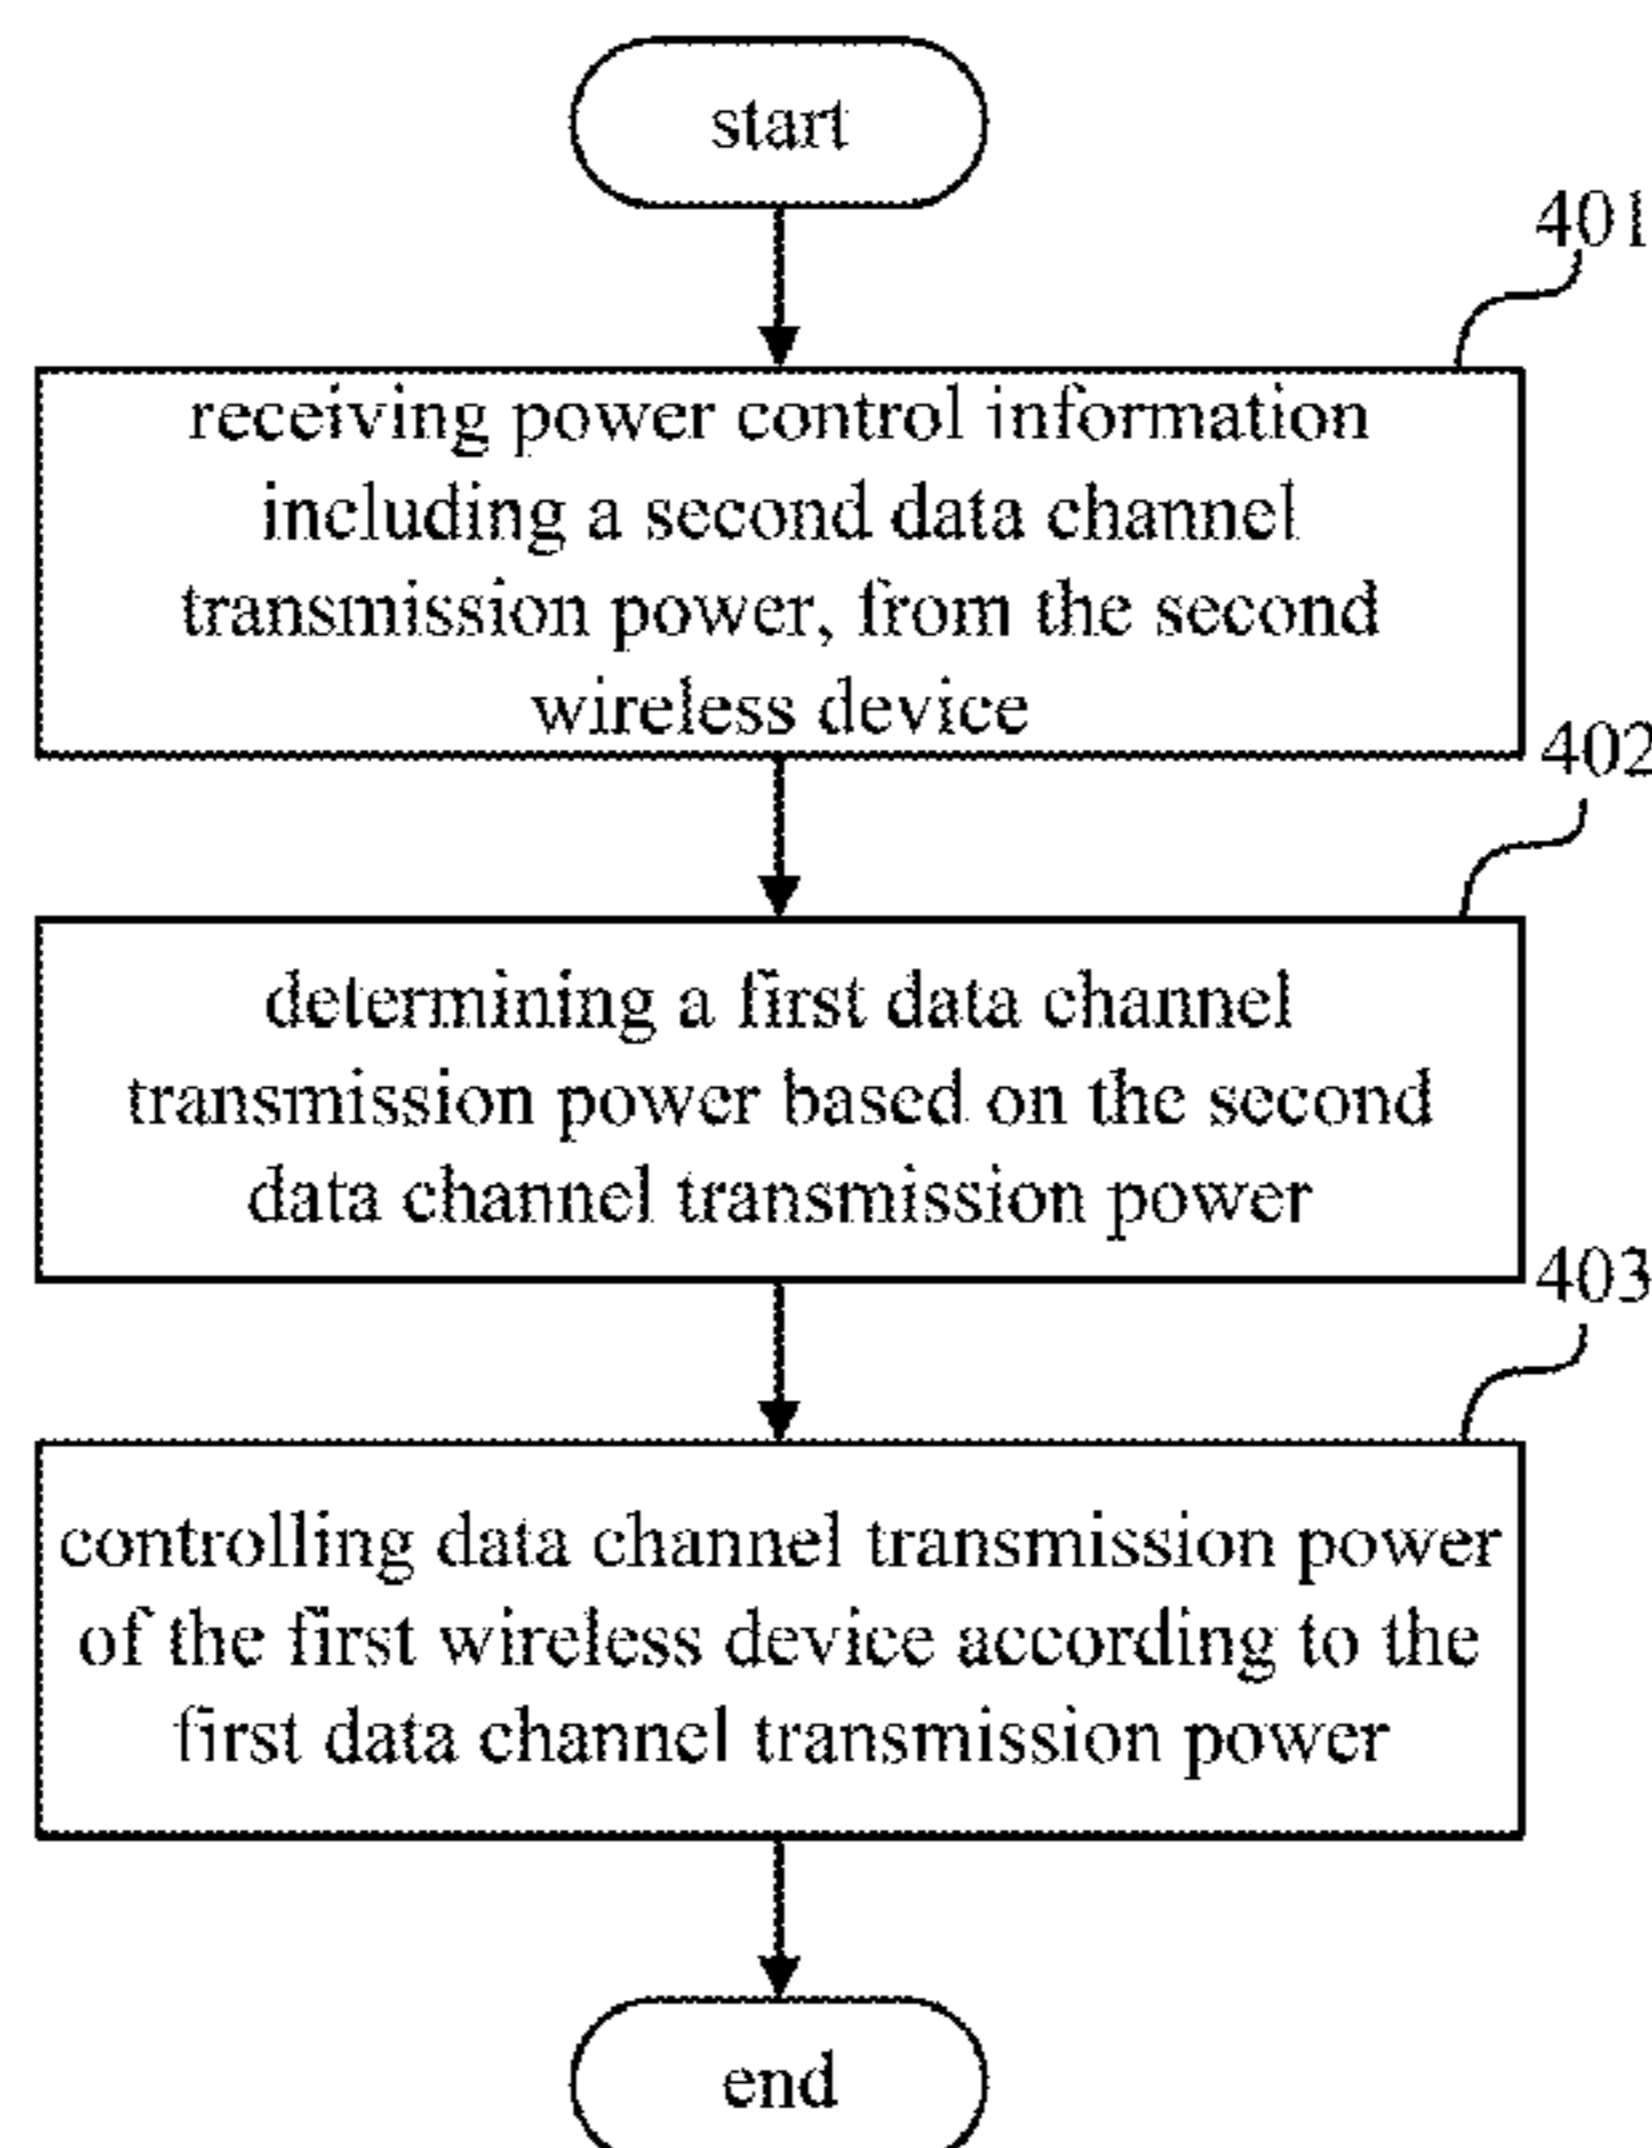 start
401
receiving power control information
including a second data channel
transmission power, from the second
wireless device
402
determining a first data channel
transmission power based on the second
data channel transmission power
403
controlling data channel transmission power
of the first wireless device according to the
first data channel transmission power
end